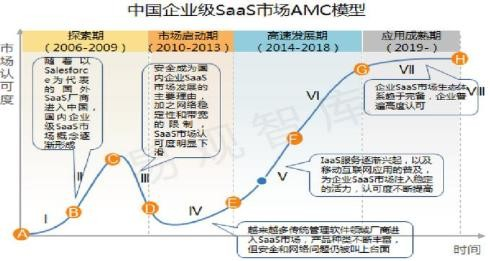 中国企业级SaaS市场AMC模型
市场认可度
探索期
(2006-2009)
市场启动期
(2010-2013)
高速发展期
(2014-2018)
应用成熟期
(2019- )
随着以
Salesforc
e为代表
的国外
SaaS厂商
进入中国,
国内企业
级SaaS市
场概念逐
渐形成
安全成为国
内企业SaaS
市场发展的
主要障碍,
加之网络稳
定性和带宽
的限制,
SaaS市场认
可度明显下
滑
企业SaaS市场生态体
系趋于完备,企业普
遍高度认可
IaaS服务逐渐兴起,以及
移动互联网应用的普及,
为企业SaaS市场注入稳定
的活力,认可度不断提高
越来越多传统管理软件领域厂商进
入SaaS市场,产品种类不断丰富,
但安全和网络问题仍被叫上台面
A
I
B
II
C
III
D
IV
E
V
F
VI
G
VII
H
时间
易观智库